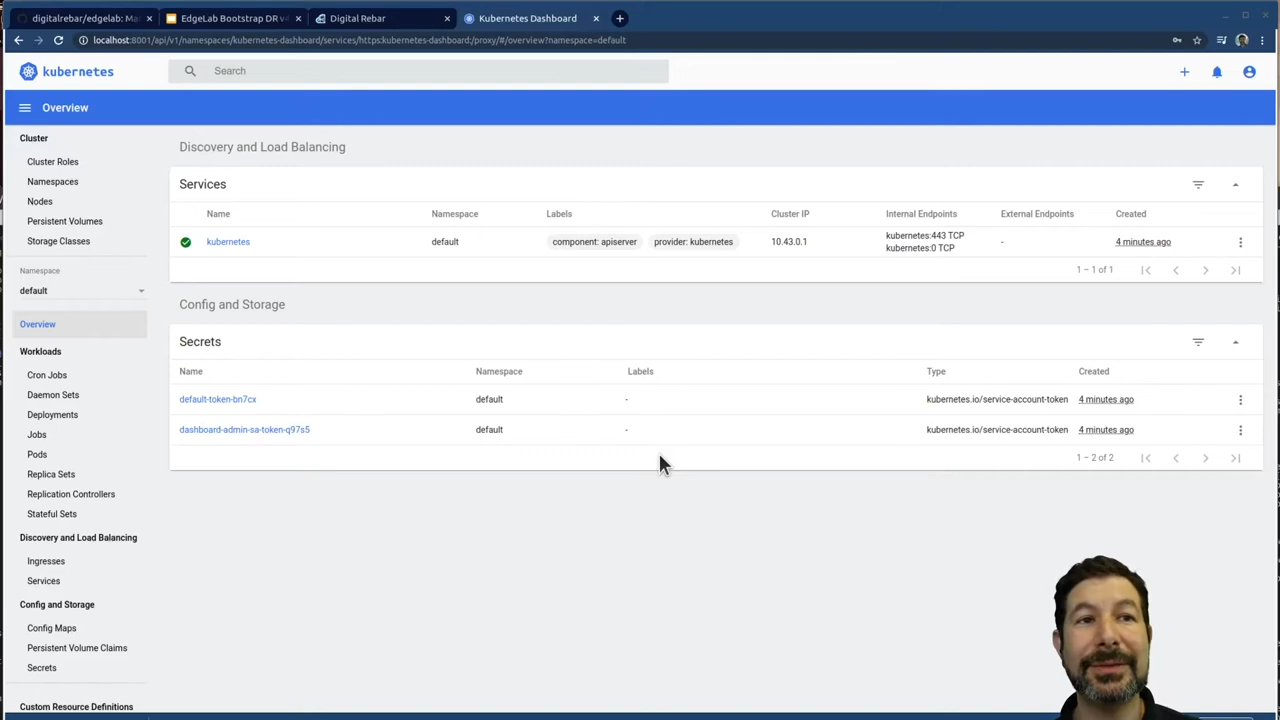 digitalrebar/edgelab: Ma
EdgeLab Bootstrap DR v4
Digital Rebar
Kubernetes Dashboard
localhost:8001/api/v1/namespaces/kubernetes-dashboard/services/https:kubernetes-dashboard:/proxy/#/overview?namespace=default
kubernetes
Search
Overview
Cluster
Cluster Roles
Namespaces
Nodes
Persistent Volumes
Storage Classes
Namespace
default
Overview
Workloads
Cron Jobs
Daemon Sets
Deployments
Jobs
Pods
Replica Sets
Replication Controllers
Stateful Sets
Discovery and Load Balancing
Ingresses
Services
Config and Storage
Config Maps
Persistent Volume Claims
Secrets
Custom Resource Definitions
Discovery and Load Balancing
Services
Name Namespace Labels Cluster IP Internal Endpoints External Endpoints Created
kubernetes default component: apiserver provider: kubernetes 10.43.0.1 kubernetes:443 TCP - 4 minutes ago
kubernetes:0 TCP
1 – 1 of 1
Config and Storage
Secrets
Name Namespace Labels Type Created
default-token-bn7cx default - kubernetes.io/service-account-token 4 minutes ago
dashboard-admin-sa-token-q97s5 default - kubernetes.io/service-account-token 4 minutes ago
1 – 2 of 2